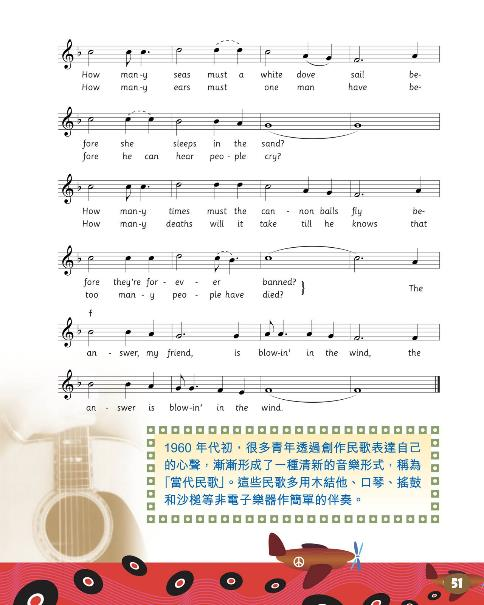 How man-y seas must a white dove sail be-
How man-y ears must one man have be-
fore she sleeps in the sand?
fore he can hear peo-ple cry?
How man-y times must the can - non balls fly be-
How man-y deaths will it take till he knows that
fore they're for - ev - er banned? The
too man - y peo - ple have died?
f
an - swer, my friend, is blow-in' in the wind, the
an - swer is blow-in' in the wind.
1960 年代初，很多青年透過創作民歌表達自己
的心聲，漸漸形成了一種清新的音樂形式，稱為
「當代民歌」。這些民歌多用木結他、口琴、搖鼓
和沙槌等非電子樂器作簡單的伴奏。
51